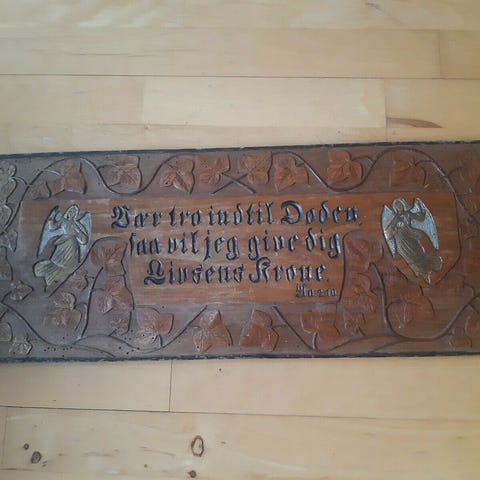 Vær tro indtil Døden,
saa vil jeg give dig
Livsens Krone